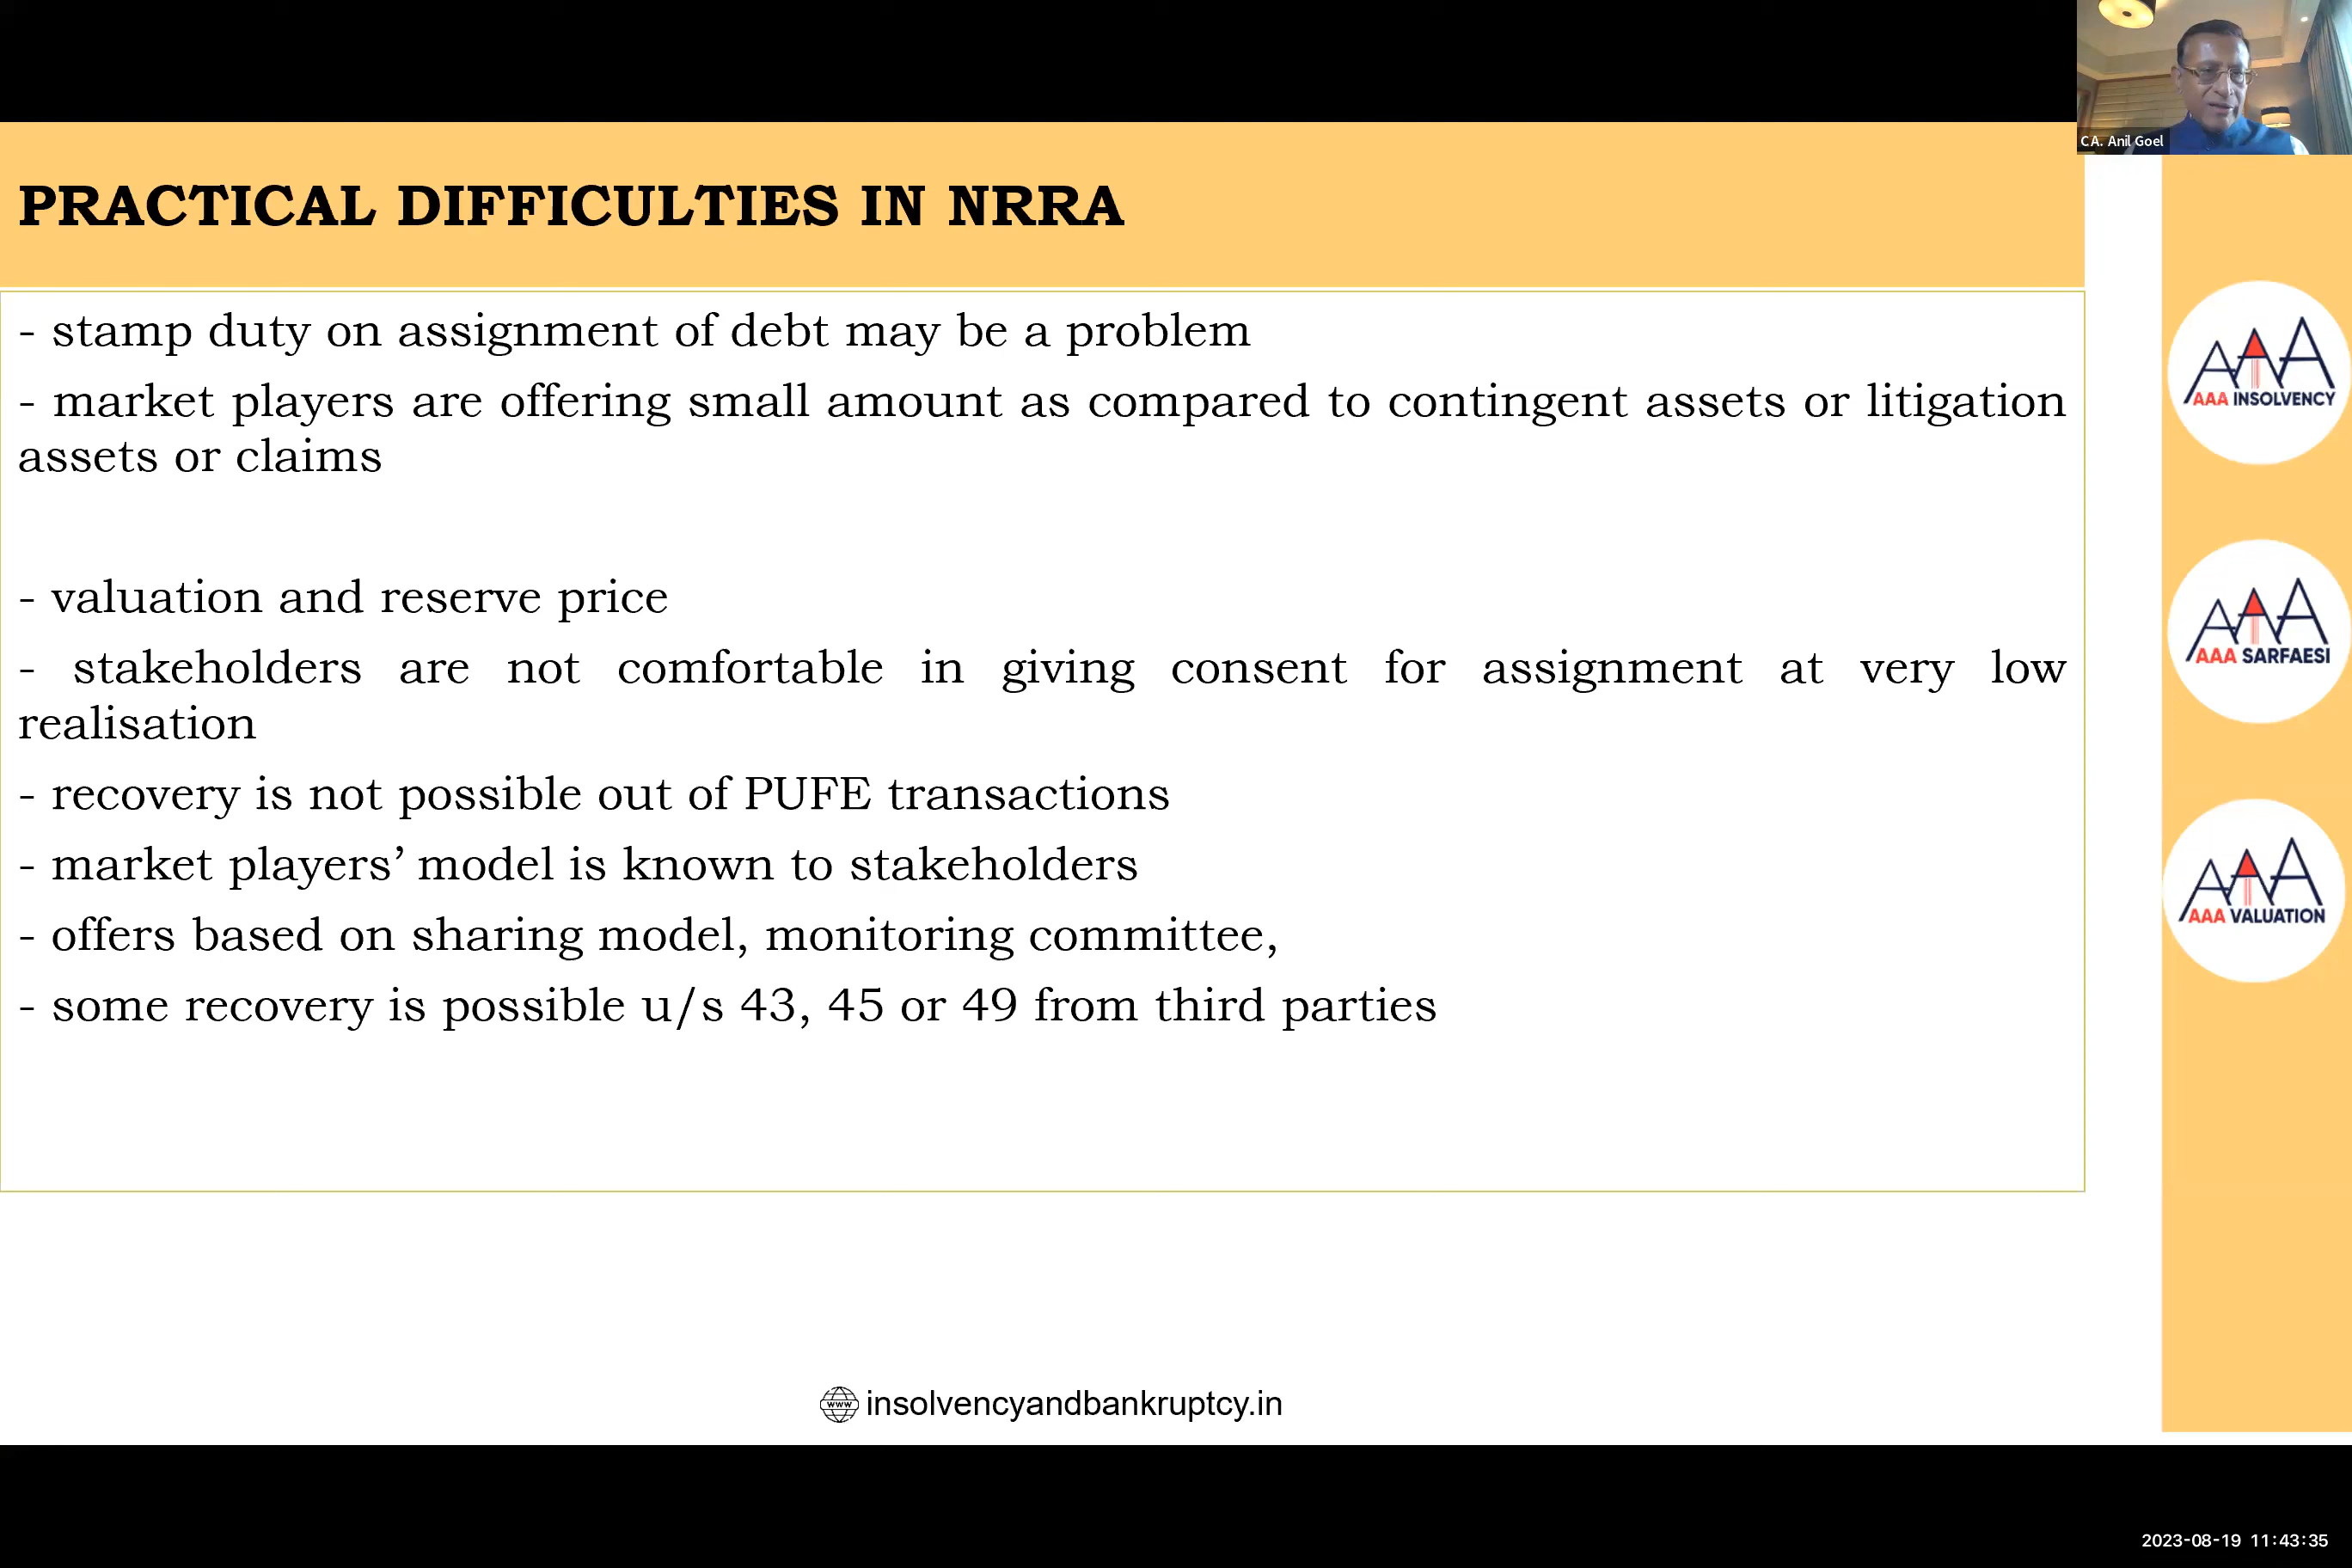 CA. Anil Goel
PRACTICAL DIFFICULTIES IN NRRA
- stamp duty on assignment of debt may be a problem
- market players are offering small amount as compared to contingent assets or litigation
assets or claims
- valuation and reserve price
- stakeholders are not comfortable in giving consent for assignment at very low
realisation
- recovery is not possible out of PUFE transactions
- market players’ model is known to stakeholders
- offers based on sharing model, monitoring committee,
- some recovery is possible u/s 43, 45 or 49 from third parties
AAA
AAA INSOLVENCY
AAA
AAA SARFAESI
AAA
AAA VALUATION
www insolvencyandbankruptcy.in
2023-08-19 11:43:35